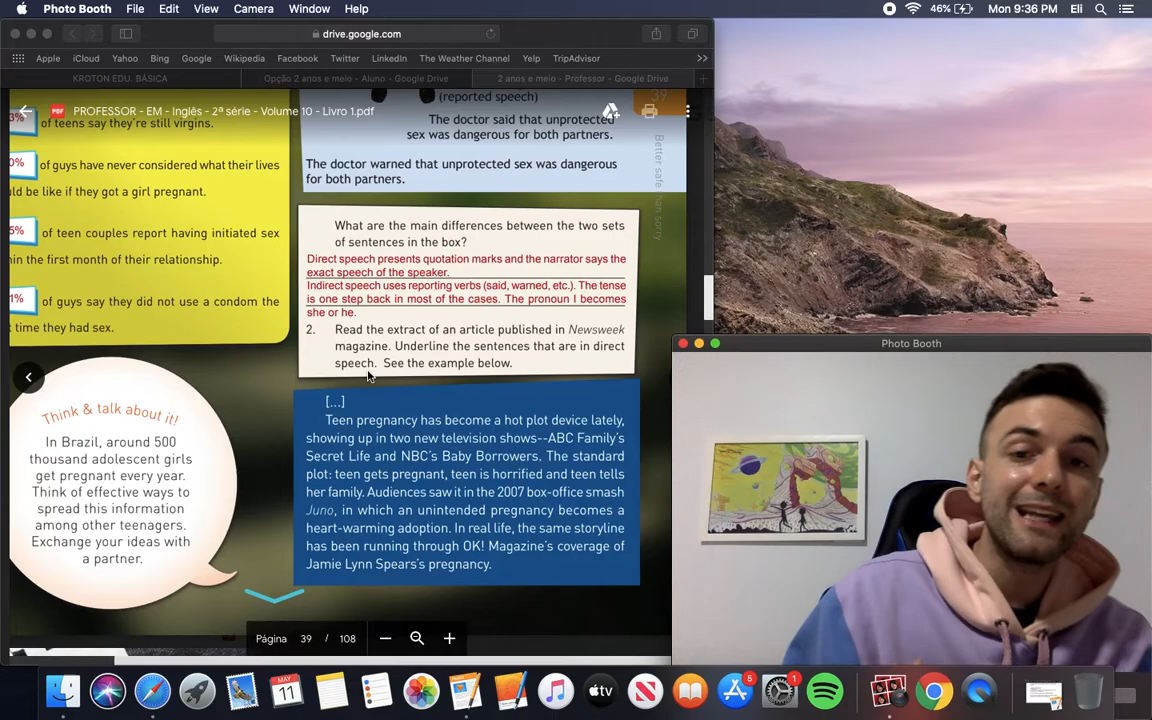 Photo Booth File Edit View Camera Window Help
46% Mon 9:36 PM Eli
drive.google.com
Apple iCloud Yahoo Bing Google Wikipedia Facebook Twitter LinkedIn The Weather Channel Yelp TripAdvisor
KROTON EDU. BÁSICA
Opção 2 anos e meio - Aluno - Google Drive
2 anos e meio - Professor - Google Drive
PROFESSOR - EM - Inglês - 2ª série - Volume 10 - Livro 1.pdf
3% of teens say they're still virgins.
0% of guys have never considered what their lives
uld be like if they got a girl pregnant.
5% of teen couples report having initiated sex
hin the first month of their relationship.
1% of guys say they did not use a condom the
t time they had sex.
Think & talk about it!
In Brazil, around 500
thousand adolescent girls
get pregnant every year.
Think of effective ways to
spread this information
among other teenagers.
Exchange your ideas with
a partner.
39
(reported speech)
The doctor said that unprotected
sex was dangerous for both partners.
The doctor warned that unprotected sex was dangerous
for both partners.
Better safe than sorry
What are the main differences between the two sets
of sentences in the box?
Direct speech presents quotation marks and the narrator says the
exact speech of the speaker.
Indirect speech uses reporting verbs (said, warned, etc.). The tense
is one step back in most of the cases. The pronoun I becomes
she or he.
2. Read the extract of an article published in Newsweek
magazine. Underline the sentences that are in direct
speech. See the example below.
[...]
Teen pregnancy has become a hot plot device lately,
showing up in two new television shows--ABC Family's
Secret Life and NBC's Baby Borrowers. The standard
plot: teen gets pregnant, teen is horrified and teen tells
her family. Audiences saw it in the 2007 box-office smash
Juno, in which an unintended pregnancy becomes a
heart-warming adoption. In real life, the same storyline
has been running through OK! Magazine's coverage of
Jamie Lynn Spears's pregnancy.
Página 39 / 108
Photo Booth
MAY
11
tv
5
1